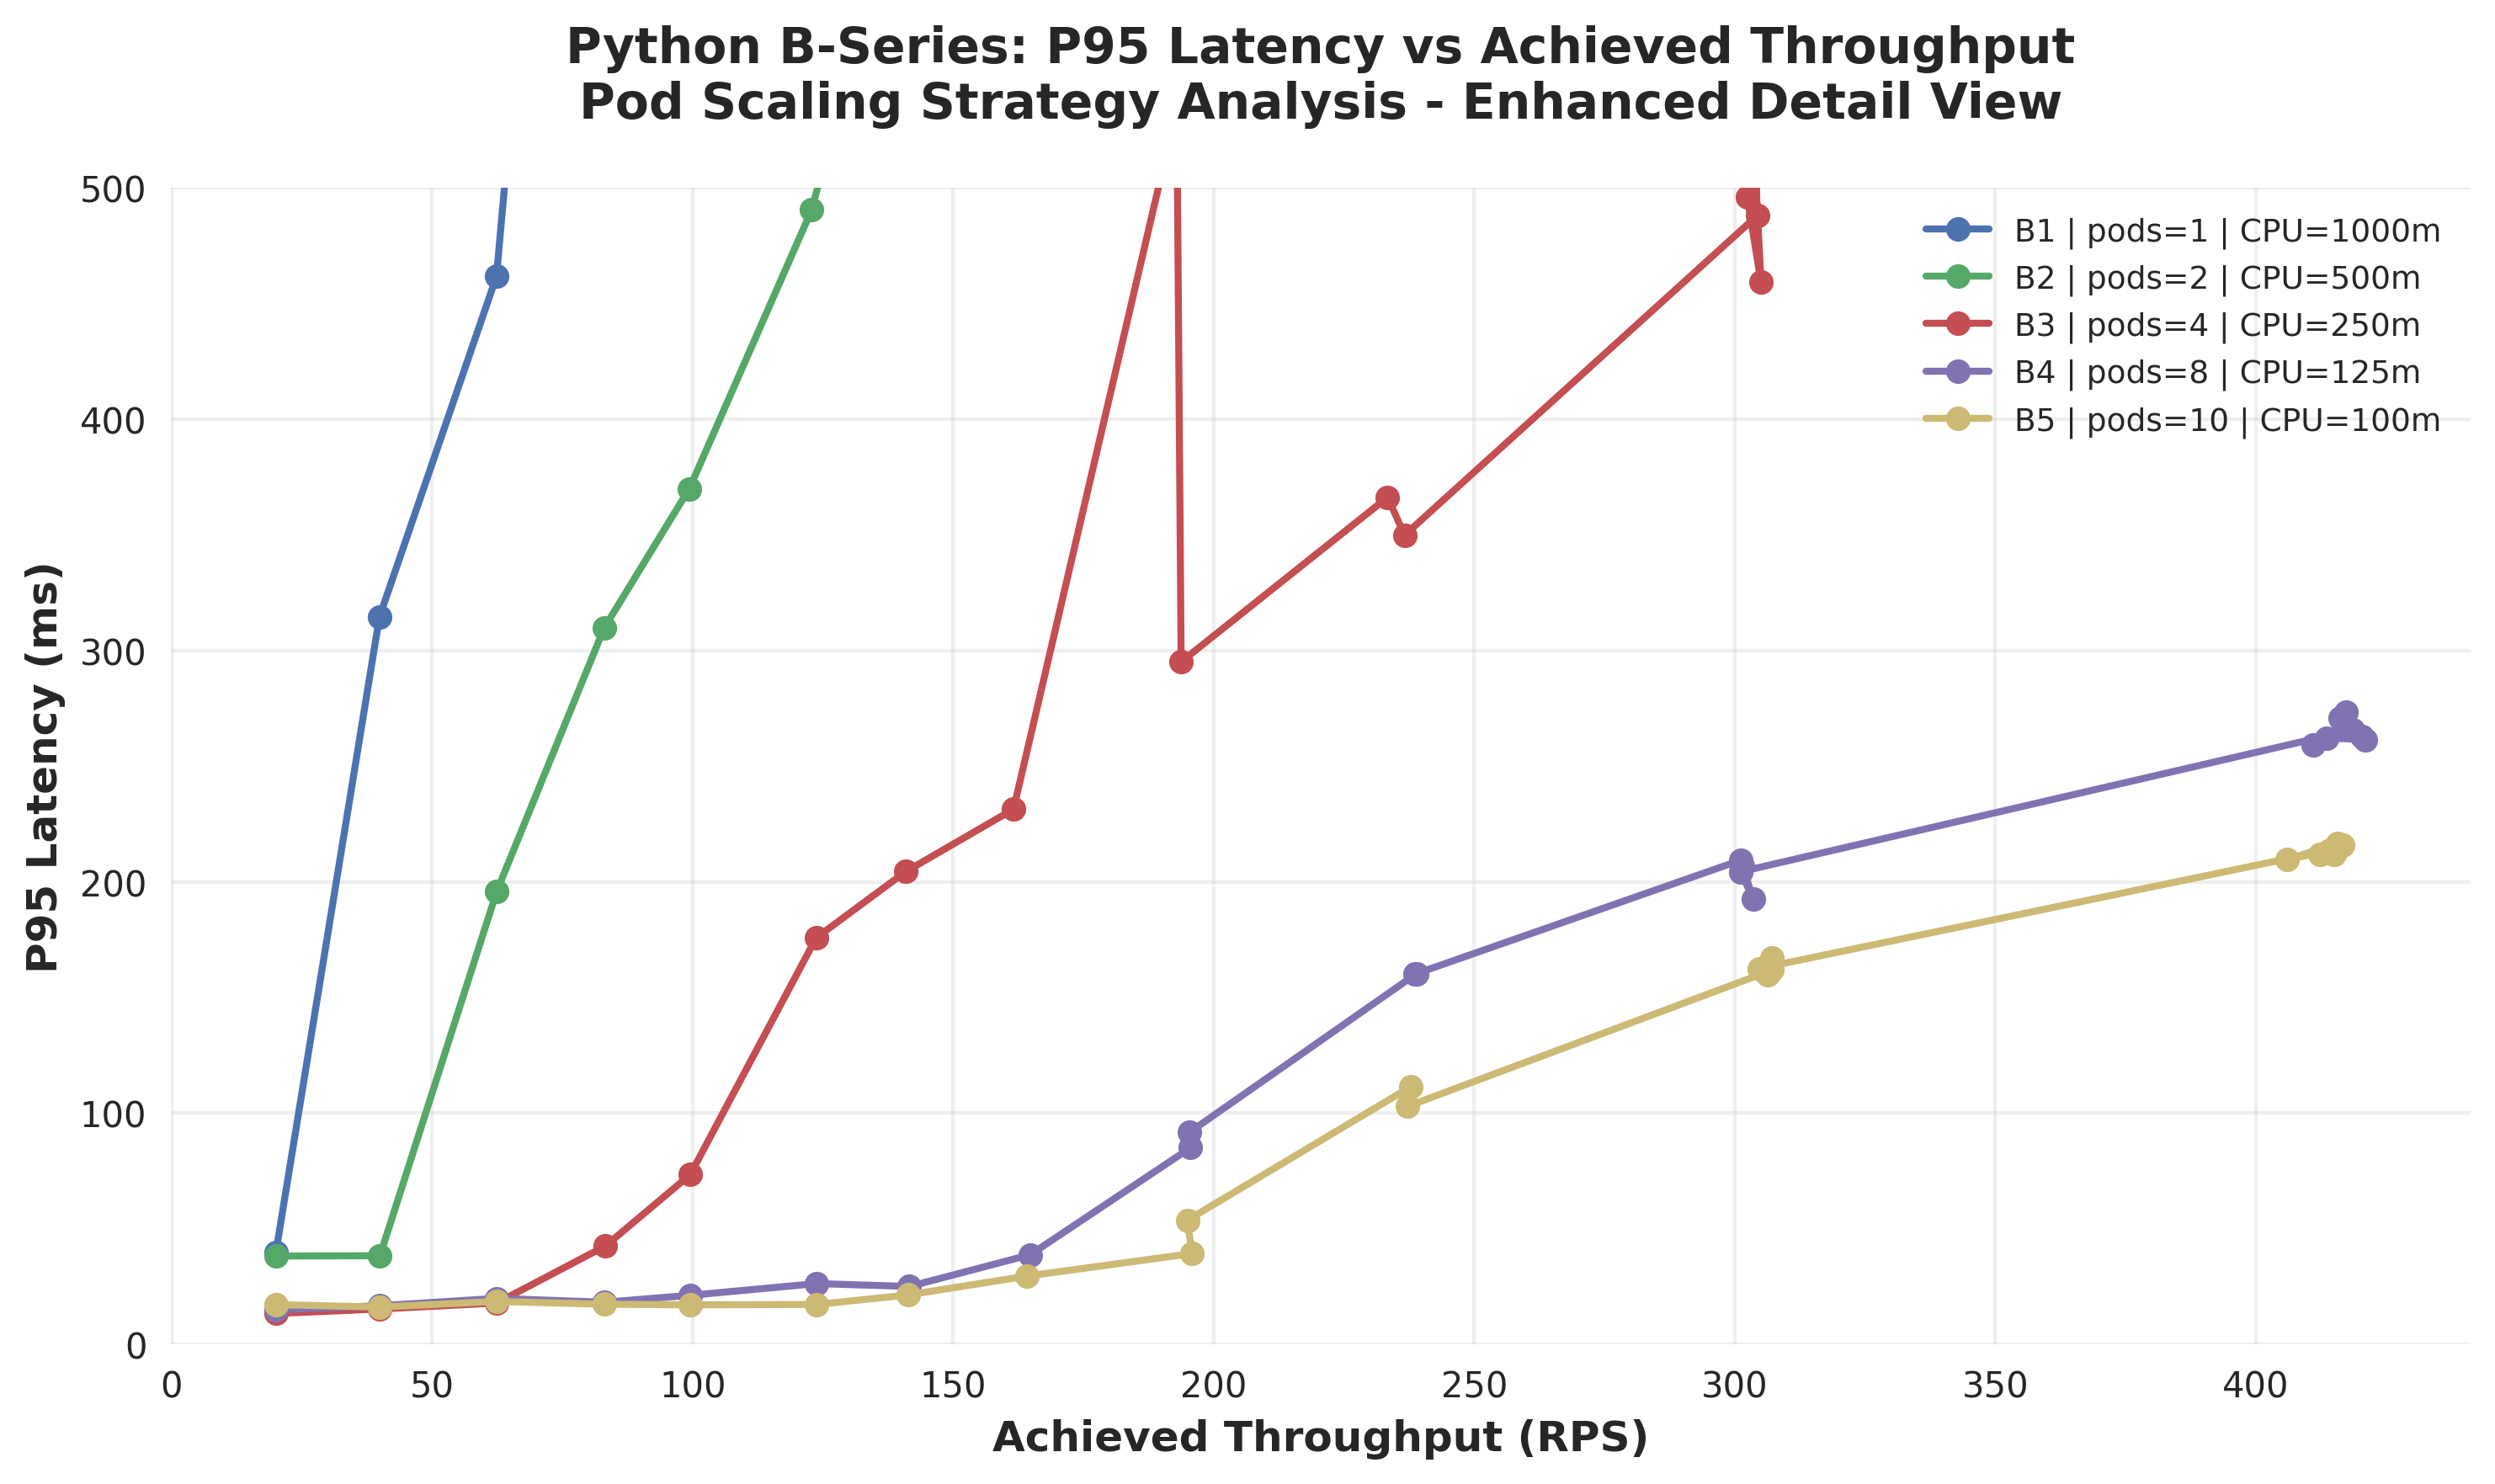 Python B-Series: P95 Latency vs Achieved Throughput
Pod Scaling Strategy Analysis - Enhanced Detail View
P95 Latency (ms)
500
400
300
200
100
0
B1 | pods=1 | CPU=1000m
B2 | pods=2 | CPU=500m
B3 | pods=4 | CPU=250m
B4 | pods=8 | CPU=125m
B5 | pods=10 | CPU=100m
0 50 100 150 200 250 300 350 400
Achieved Throughput (RPS)